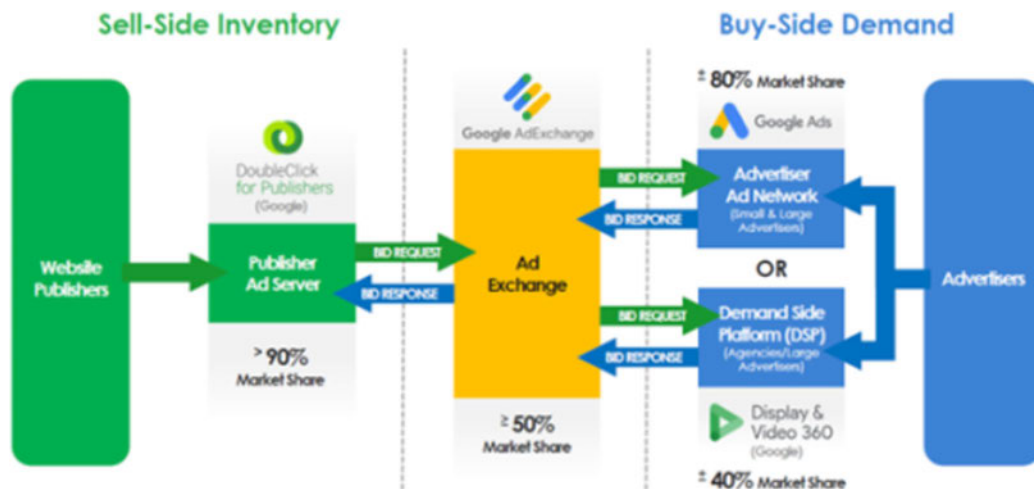 Sell-Side Inventory
Buy-Side Demand
Website
Publishers
DoubleClick
for Publishers
(Google)
Publisher
Ad Server
> 90%
Market Share
BID REQUEST
BID RESPONSE
Google AdExchange
Ad
Exchange
≥ 50%
Market Share
BID REQUEST
BID RESPONSE
BID REQUEST
BID RESPONSE
± 80% Market Share
Google Ads
Advertiser
Ad Network
(Small & Large
Advertisers)
OR
Demand Side
Platform (DSP)
(Agencies/Large
Advertisers)
Display &
Video 360
(Google)
± 40% Market Share
Advertisers